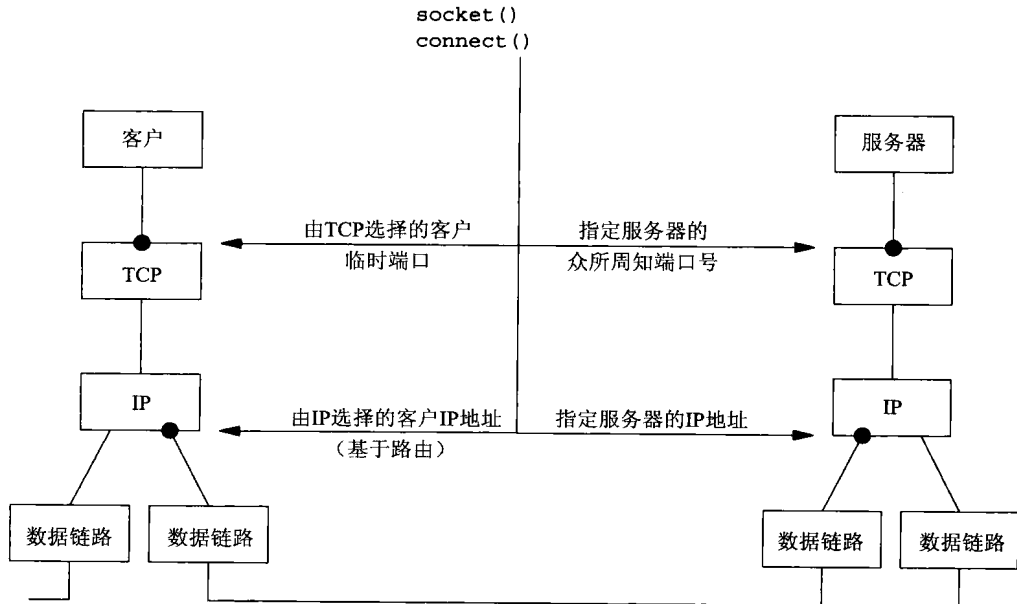 socket()
connect()
客户
服务器
由TCP选择的客户
临时端口
指定服务器的
众所周知端口号
TCP
TCP
IP
IP
由IP选择的客户IP地址
（基于路由）
指定服务器的IP地址
数据链路
数据链路
数据链路
数据链路